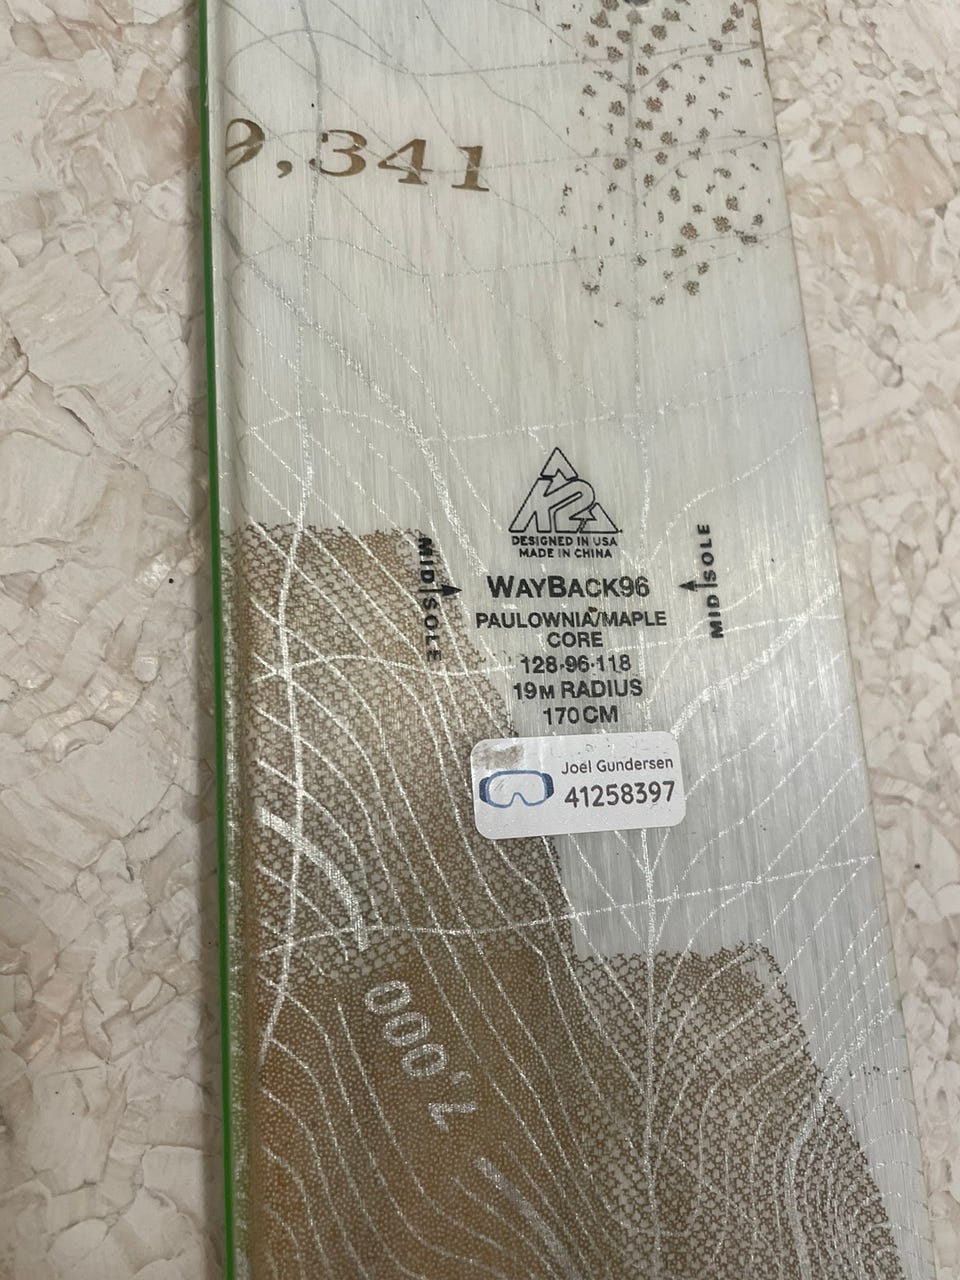 9,341
K2
DESIGNED IN USA
MADE IN CHINA
MID SOLE
MID SOLE
WAYBACK96
PAULOWNIA/MAPLE
CORE
128-96-118
19M RADIUS
170CM
Joël Gundersen
41258397
7,000